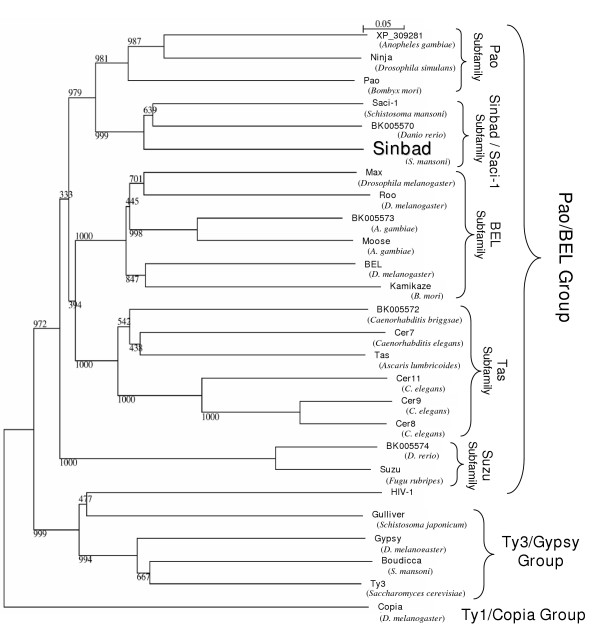 0.05
XP_309281
(Anopheles gambiae)
987
Ninja
981
(Drosophila simulans)
Pao
(Bombyx mori)
Pao
Subfamily
979
Saci-1
639
(Schistosoma mansoni)
BK005570
(Danio rerio)
999
Sinbad
(S. mansoni)
Sinbad / Saci-1
Subfamily
Max
701
(Drosophila melanogaster)
333
Roo
445
(D. melanogaster)
BK005573
998
(A. gambiae)
1000
Moose
(A. gambiae)
BEL
(D. melanogaster)
847
Kamikaze
(B. mori)
BEL
Subfamily
394
BK005572
542
(Caenorhabditis briggsae)
972
Cer7
438
(Caenorhabditis elegans)
Tas
1000
(Ascaris lumbricoides)
Cer11
(C. elegans)
1000
Cer9
1000
(C. elegans)
Cer8
(C. elegans)
Tas
Subfamily
BK005574
(D. rerio)
1000
Suzu
(Fugu rubripes)
Suzu
Subfamily
Pao/BEL Group
HIV-1
477
Gulliver
(Schistosoma japonicum)
999
Gypsy
(D. melanogaster)
994
Boudicca
(S. mansoni)
667
Ty3
(Saccharomyces cerevisiae)
Ty3/Gypsy
Group
Copia
(D. melanogaster)
Ty1/Copia Group